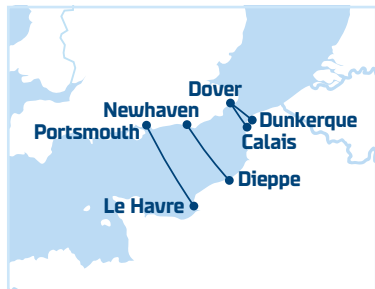 Dover
Newhaven
Dunkerque
Portsmouth
Calais
Dieppe
Le Havre